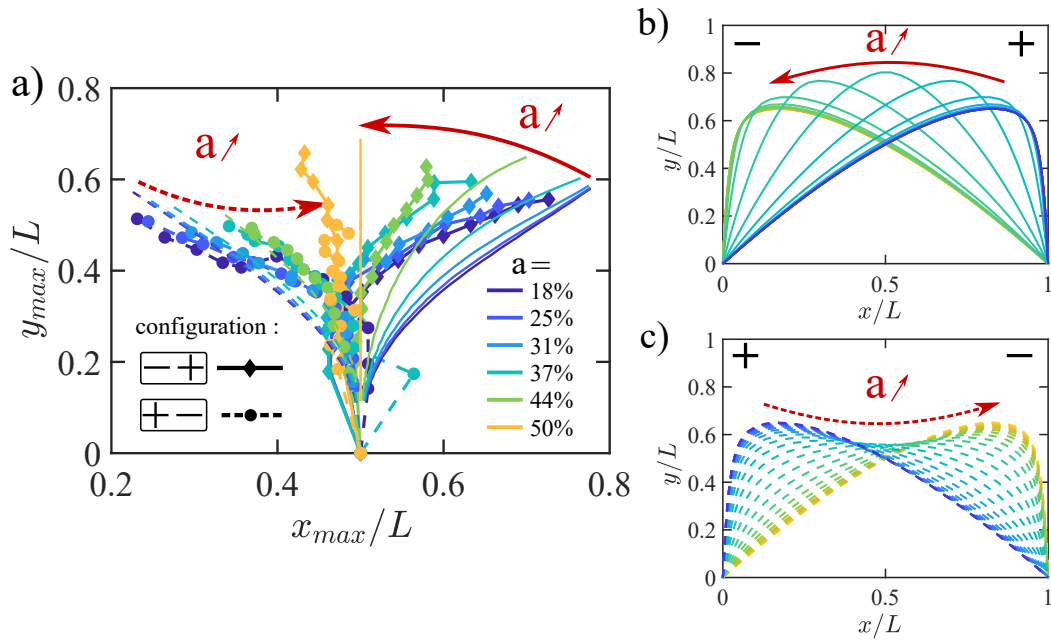 a)
0.8
0.6
0.4
0.2
0
y_max/L
0.2
0.4
0.6
0.8
x_max/L
a↗
a↗
a=
18%
25%
31%
37%
44%
50%
configuration :
− − +
+ −
b)
1
0.8
0.6
0.4
0.2
0
y/L
0
0.5
1
x/L
−
a↗
+
c)
1
0.8
0.6
0.4
0.2
0
y/L
0
0.5
1
x/L
+
a↗
−